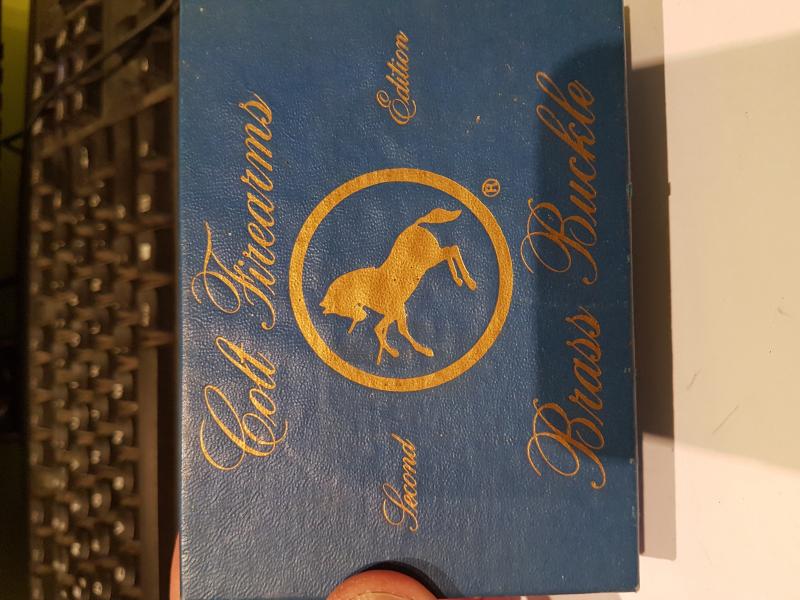 Colt Firearms
Second Edition
®
Brass Buckle